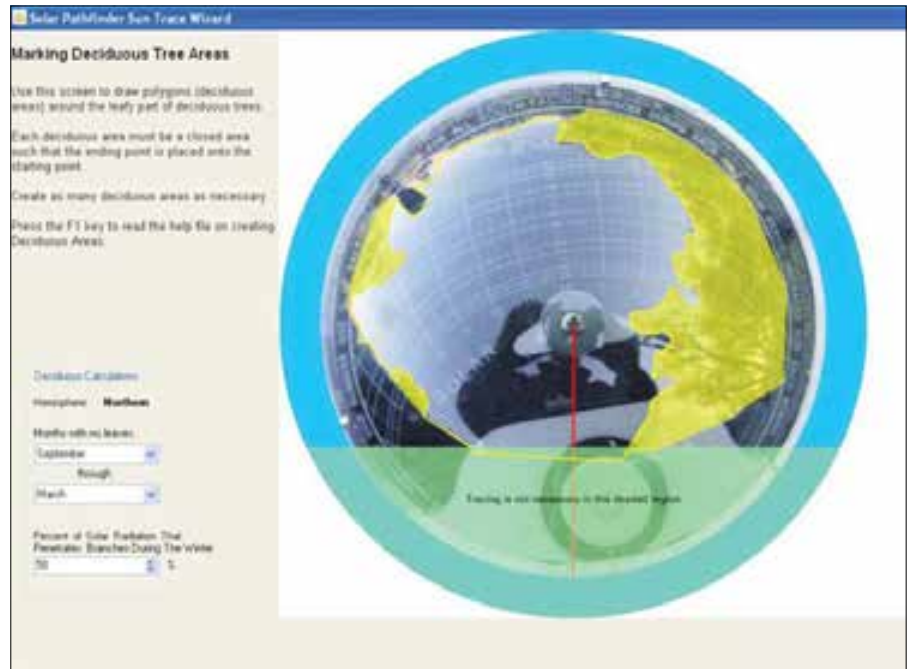 Solar Pathfinder Sun Trace Wizard
Marking Deciduous Tree Areas
Use this screen to draw polygons (deciduous
areas) around the leafy part of deciduous trees.
Each deciduous area must be a closed area
such that the ending point is placed onto the
starting point.
Create as many deciduous areas as necessary.
Press the F1 key to read the help file on creating
Deciduous Areas.
Deciduous Calculations
Hemisphere: Northern
Months with no leaves:
September
through
March
Percent of Solar Radiation That
Penetrates Branches During The Winter
%
Tracing is not necessary in this shaded region